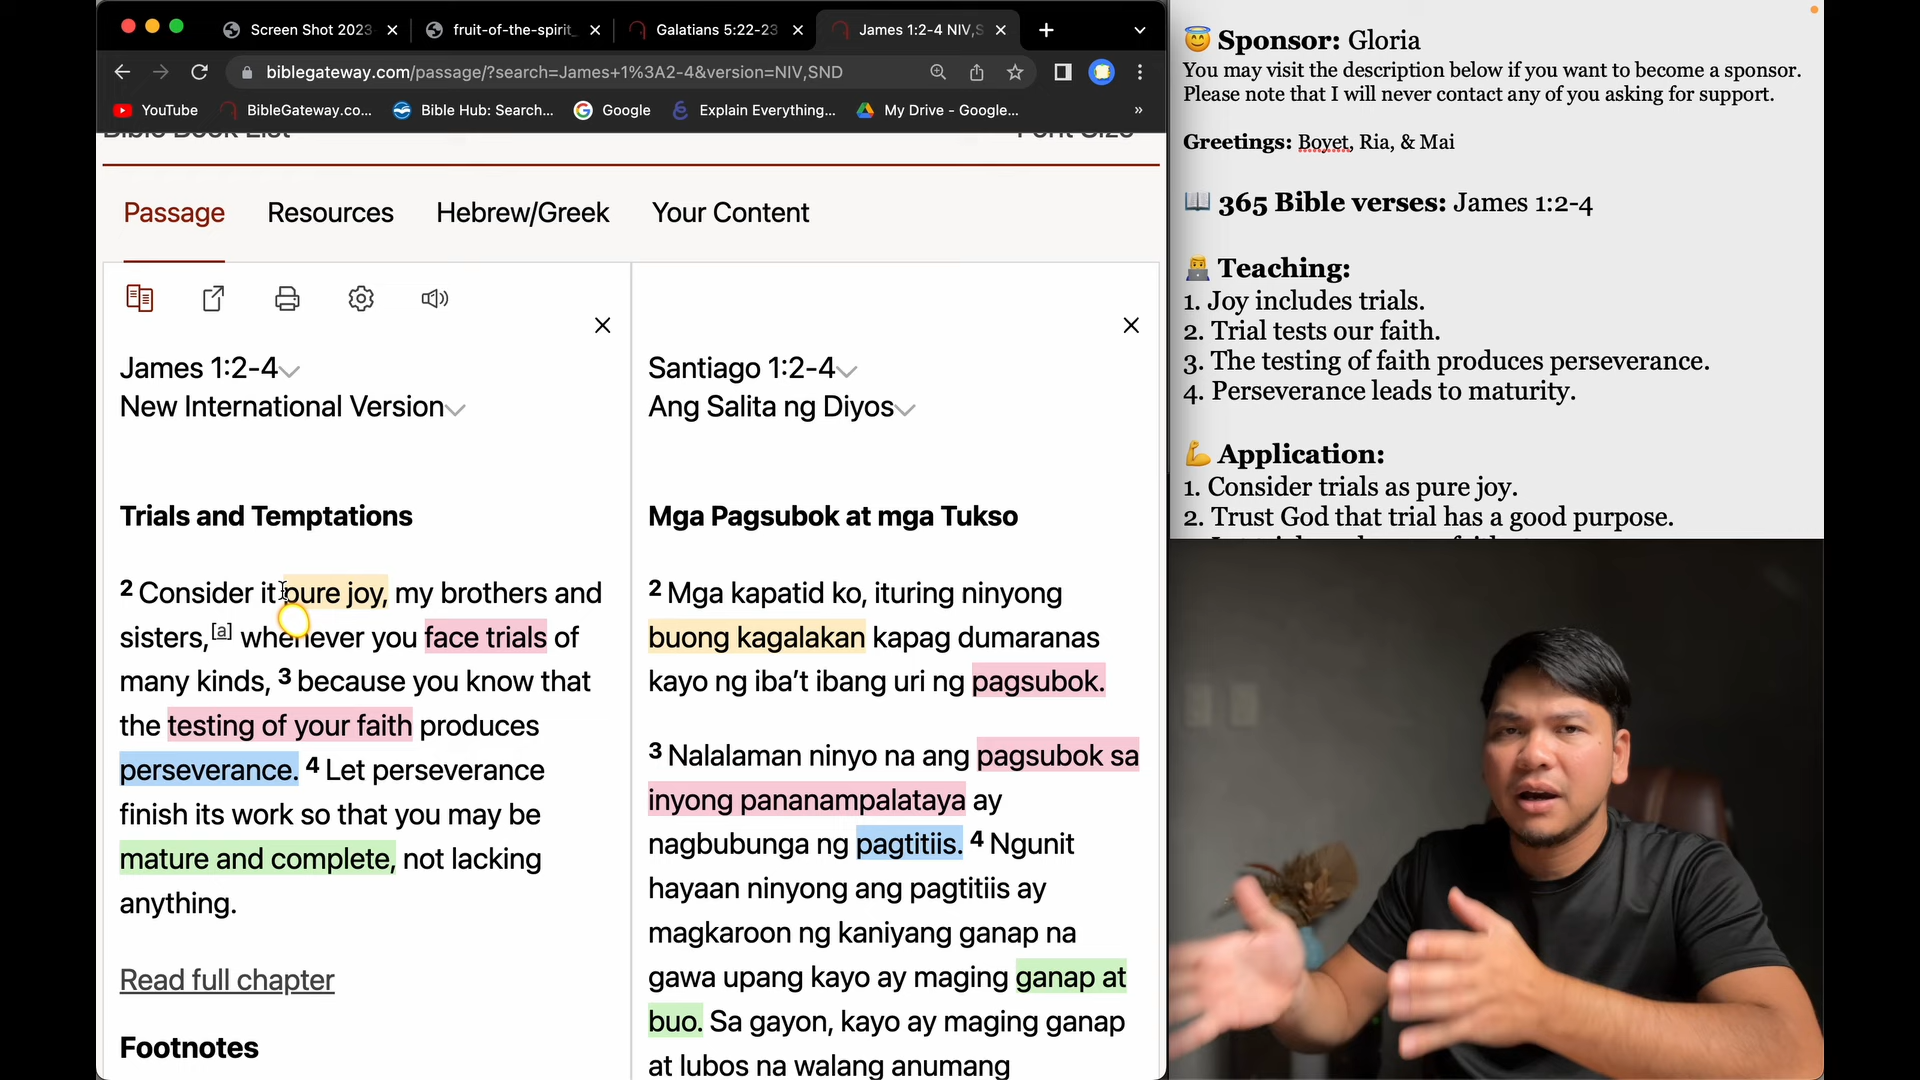 Screen Shot 2023
fruit-of-the-spirit_
Galatians 5:22-23
James 1:2-4 NIV,S
biblegateway.com/passage/?search=James+1%3A2-4&version=NIV,SND
YouTube
BibleGateway.co...
Bible Hub: Search...
Google
Explain Everything...
My Drive - Google...
»
Bible Book List
Font Size
Passage
Resources
Hebrew/Greek
Your Content
James 1:2-4
New International Version
Trials and Temptations
2 Consider it pure joy, my brothers and
sisters,[a] whenever you face trials of
many kinds, 3 because you know that
the testing of your faith produces
perseverance. 4 Let perseverance
finish its work so that you may be
mature and complete, not lacking
anything.
Read full chapter
Footnotes
Santiago 1:2-4
Ang Salita ng Diyos
Mga Pagsubok at mga Tukso
2 Mga kapatid ko, ituring ninyong
buong kagalakan kapag dumaranas
kayo ng iba’t ibang uri ng pagsubok.
3 Nalalaman ninyo na ang pagsubok sa
inyong pananampalataya ay
nagbubunga ng pagtitiis. 4 Ngunit
hayaan ninyong ang pagtitiis ay
magkaroon ng kaniyang ganap na
gawa upang kayo ay maging ganap at
buo. Sa gayon, kayo ay maging ganap
at lubos na walang anumang
😇 Sponsor: Gloria
You may visit the description below if you want to become a sponsor.
Please note that I will never contact any of you asking for support.
Greetings: Boyet, Ria, & Mai
📖 365 Bible verses: James 1:2-4
👨‍💻 Teaching:
1. Joy includes trials.
2. Trial tests our faith.
3. The testing of faith produces perseverance.
4. Perseverance leads to maturity.
💪 Application:
1. Consider trials as pure joy.
2. Trust God that trial has a good purpose.